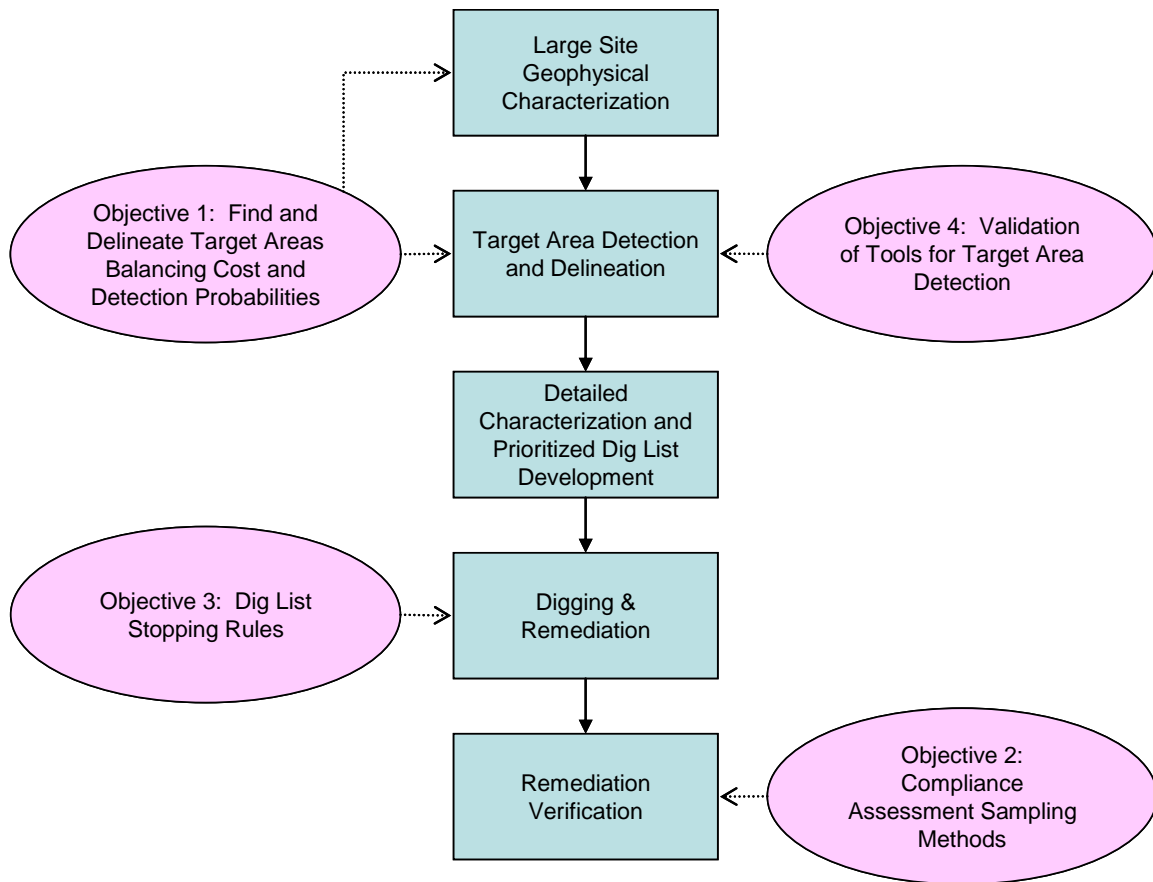 Large Site
Geophysical
Characterization
Objective 1:  Find and
Delineate Target Areas
Balancing Cost and
Detection Probabilities
Target Area Detection
and Delineation
Objective 4:  Validation
of Tools for Target Area
Detection
Detailed
Characterization and
Prioritized Dig List
Development
Objective 3:  Dig List
Stopping Rules
Digging &
Remediation
Remediation
Verification
Objective 2:
Compliance
Assessment Sampling
Methods